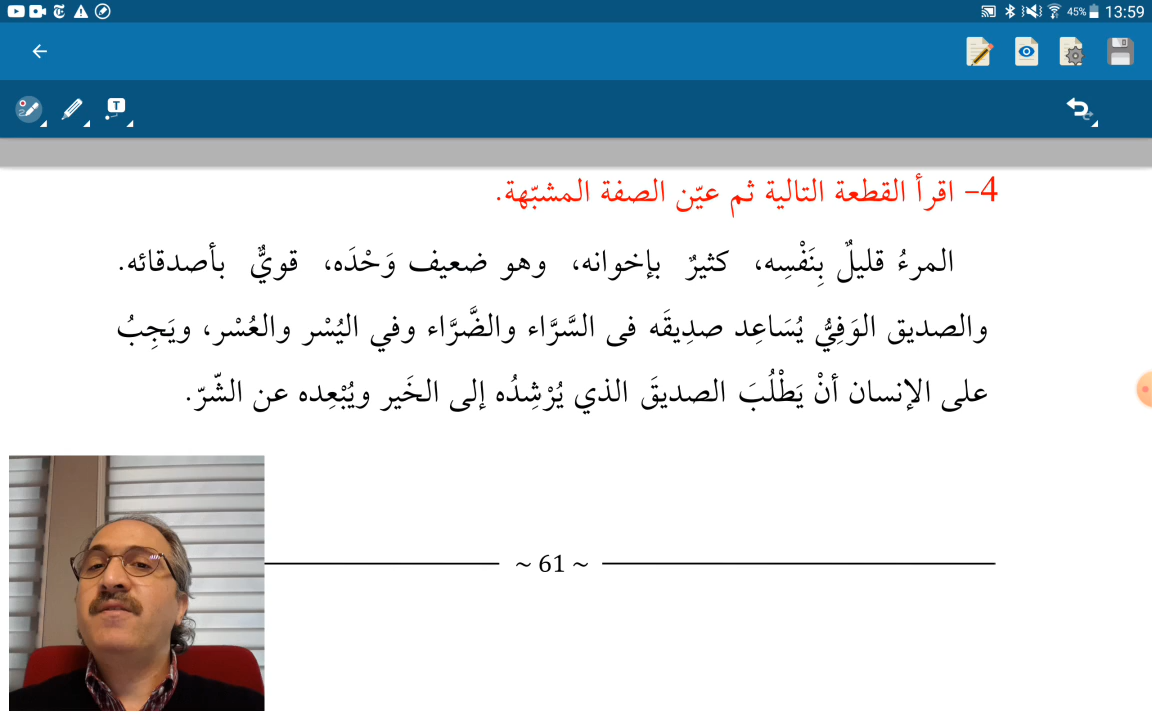 45% 13:59
T
4- اقرأ القطعة التالية ثم عيّن الصفة المشبّهة.
المرءُ قليلٌ بِنَفْسِه، كثيرٌ بإخوانه، وهو ضعيف وَحْدَه، قويٌّ بأصدقائه.
والصديق الوَفِيُّ يُسَاعِد صدِيقَه فى السَّرَّاء والضَّرَّاء وفي اليُسْر والعُسْر، ويَجِبُ
على الإنسان أنْ يَطْلُبَ الصديقَ الذي يُرْشِدُه إلى الخَير ويُبْعِده عن الشّرّ.
~ 61 ~